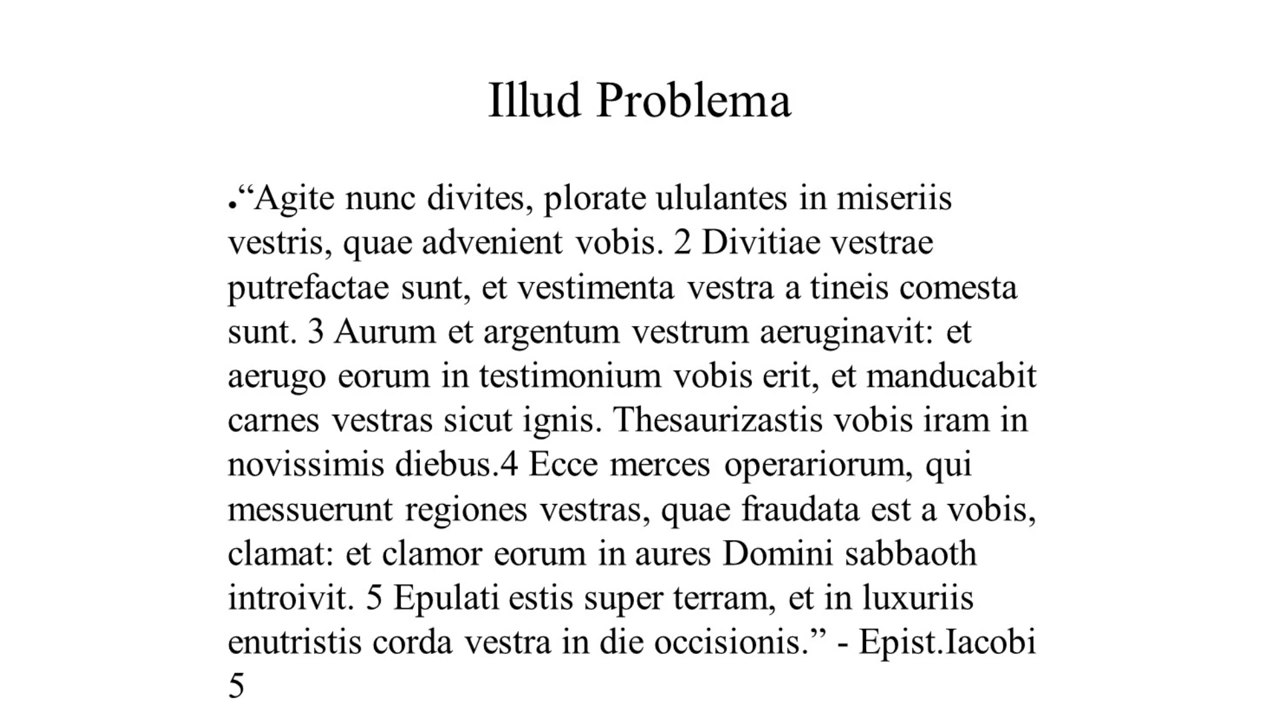 Illud Problema
•“Agite nunc divites, plorate ululantes in miseriis
vestris, quae advenient vobis. 2 Divitiae vestrae
putrefactae sunt, et vestimenta vestra a tineis comesta
sunt. 3 Aurum et argentum vestrum aeruginavit: et
aerugo eorum in testimonium vobis erit, et manducabit
carnes vestras sicut ignis. Thesaurizastis vobis iram in
novissimis diebus.4 Ecce merces operariorum, qui
messuerunt regiones vestras, quae fraudata est a vobis,
clamat: et clamor eorum in aures Domini sabbaoth
introivit. 5 Epulati estis super terram, et in luxuriis
enutristis corda vestra in die occisionis.” - Epist.Iacobi
5